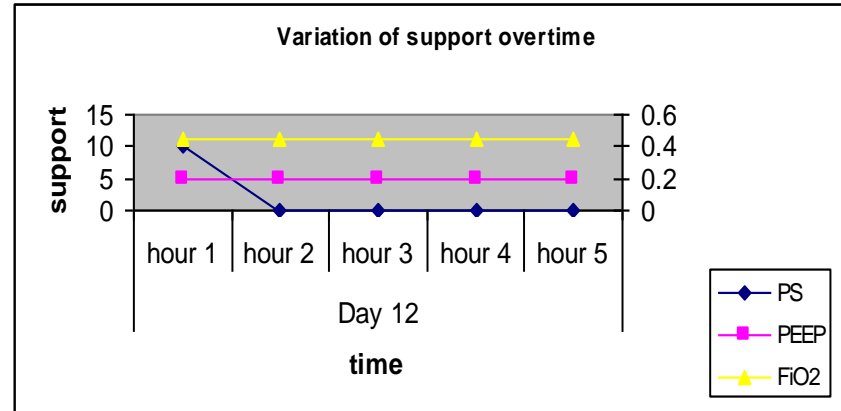 Variation of support overtime
support
15
10
5
0
0.6
0.4
0.2
0
hour 1 hour 2 hour 3 hour 4 hour 5
Day 12
time
PS
PEEP
FiO2